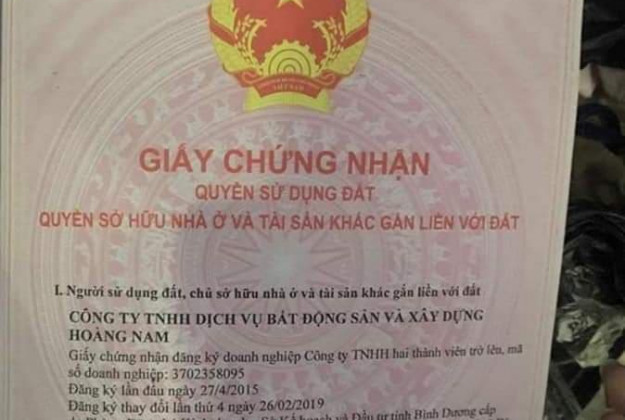 GIẤY CHỨNG NHẬN
QUYỀN SỬ DỤNG ĐẤT
QUYỀN SỞ HỮU NHÀ Ở VÀ TÀI SẢN KHÁC GẮN LIỀN VỚI ĐẤT
I. Người sử dụng đất, chủ sở hữu nhà ở và tài sản khác gắn liền với đất
CÔNG TY TNHH DỊCH VỤ BẤT ĐỘNG SẢN VÀ XÂY DỰNG
HOÀNG NAM
Giấy chứng nhận đăng ký doanh nghiệp Công ty TNHH hai thành viên trở lên, mã
số doanh nghiệp: 3702358095
Đăng ký lần đầu ngày 27/4/2015
Đăng ký thay đổi lần thứ 4 ngày 26/02/2019
Sở Kế hoạch và Đầu tư tỉnh Bình Dương cấp